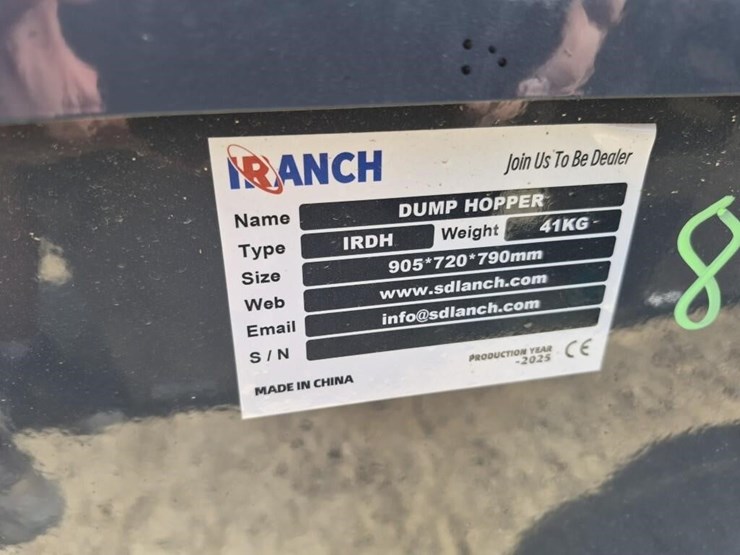 IRANCH
Join Us To Be Dealer
Name DUMP HOPPER
Type IRDH Weight 41KG
Size 905*720*790mm
Web www.sdlanch.com
Email info@sdlanch.com
S / N
PRODUCTION YEAR
-2025
CE
MADE IN CHINA
8